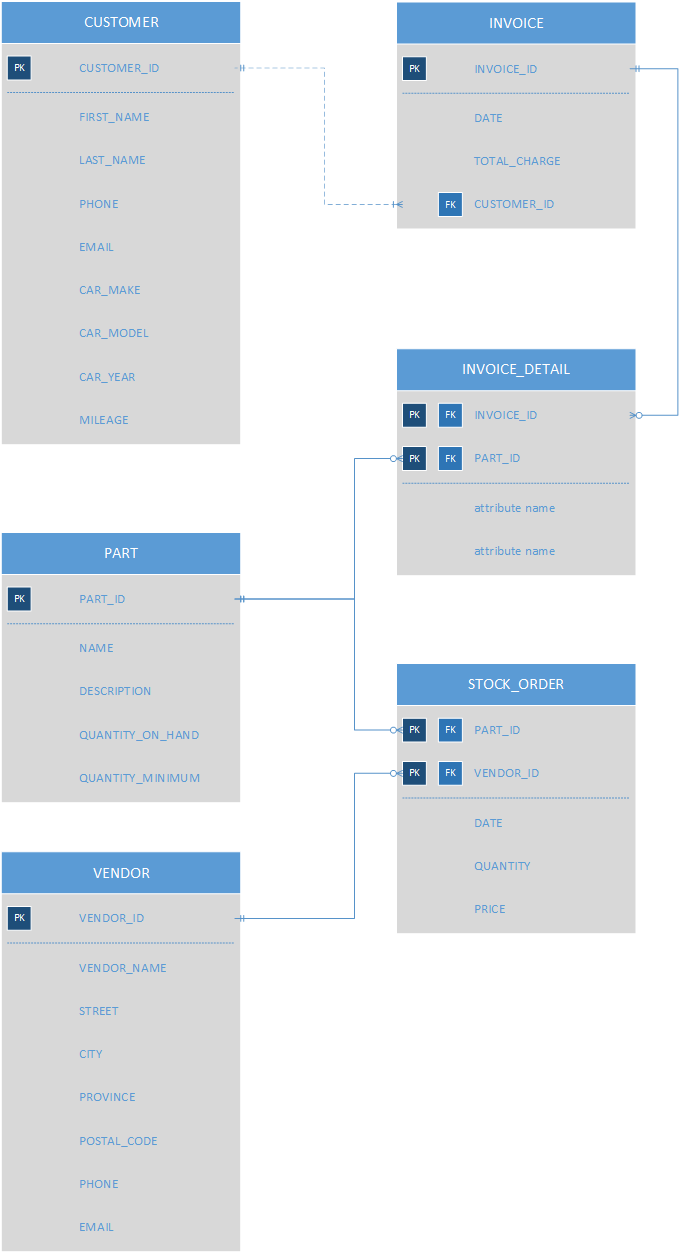 CUSTOMER
PK CUSTOMER_ID
FIRST_NAME
LAST_NAME
PHONE
EMAIL
CAR_MAKE
CAR_MODEL
CAR_YEAR
MILEAGE
INVOICE
PK INVOICE_ID
DATE
TOTAL_CHARGE
FK CUSTOMER_ID
INVOICE_DETAIL
PK FK INVOICE_ID
PK FK PART_ID
attribute name
attribute name
PART
PK PART_ID
NAME
DESCRIPTION
QUANTITY_ON_HAND
QUANTITY_MINIMUM
STOCK_ORDER
PK FK PART_ID
PK FK VENDOR_ID
DATE
QUANTITY
PRICE
VENDOR
PK VENDOR_ID
VENDOR_NAME
STREET
CITY
PROVINCE
POSTAL_CODE
PHONE
EMAIL